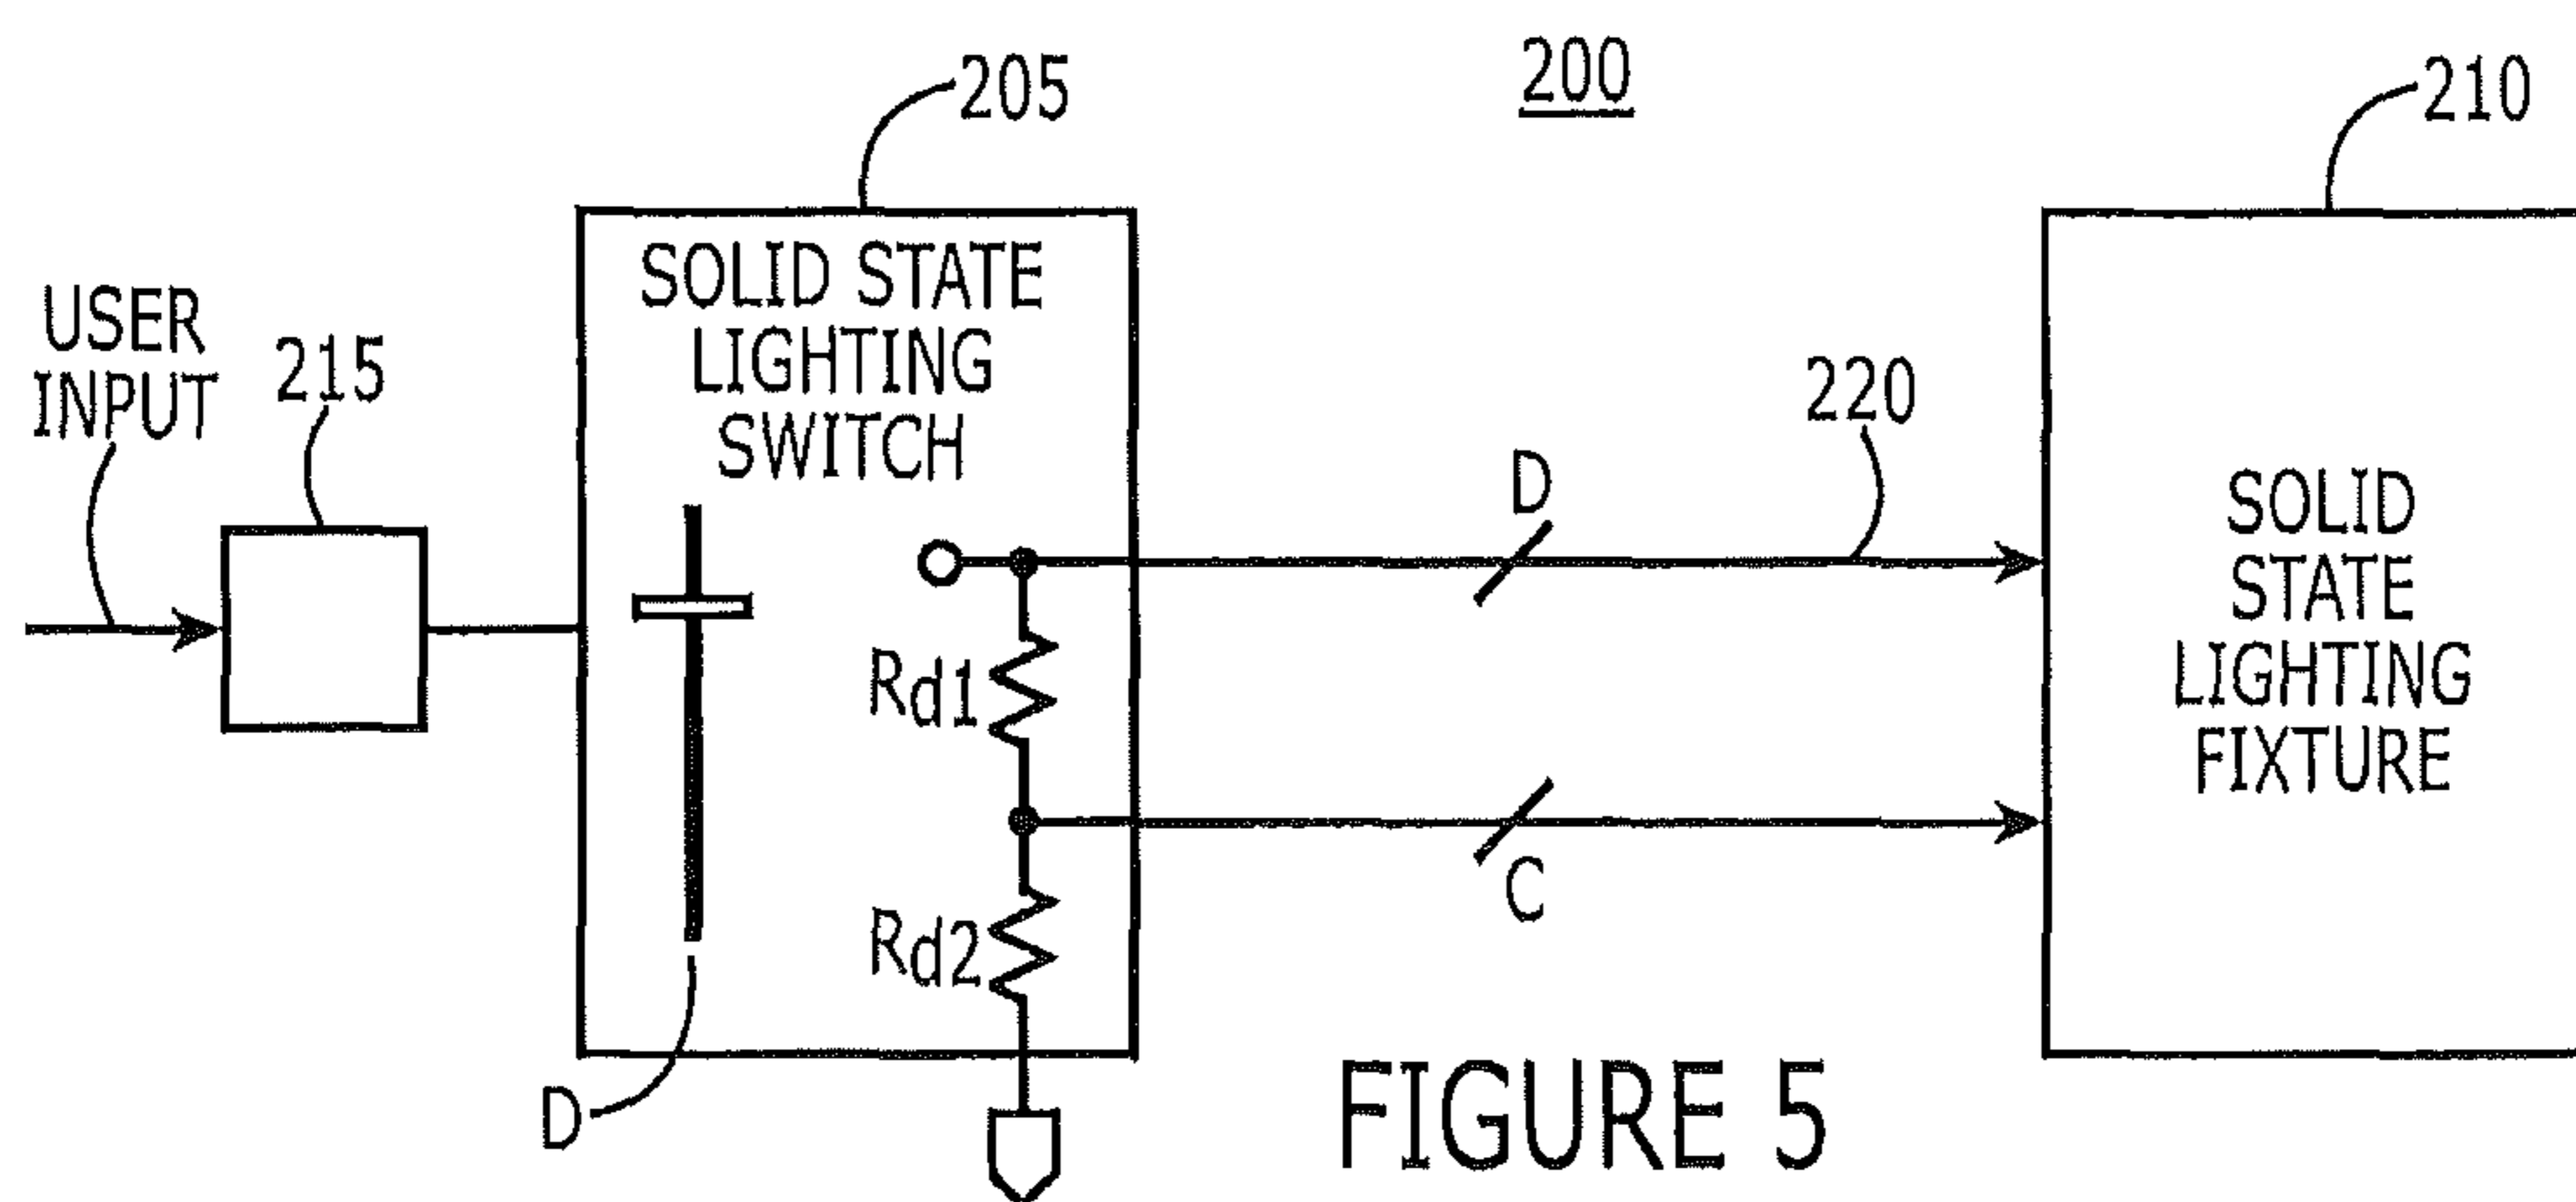 200
205
210
USER
INPUT
215
SOLID STATE
LIGHTING
SWITCH
220
D
SOLID
STATE
LIGHTING
FIXTURE
Rd1
C
Rd2
D
FIGURE 5